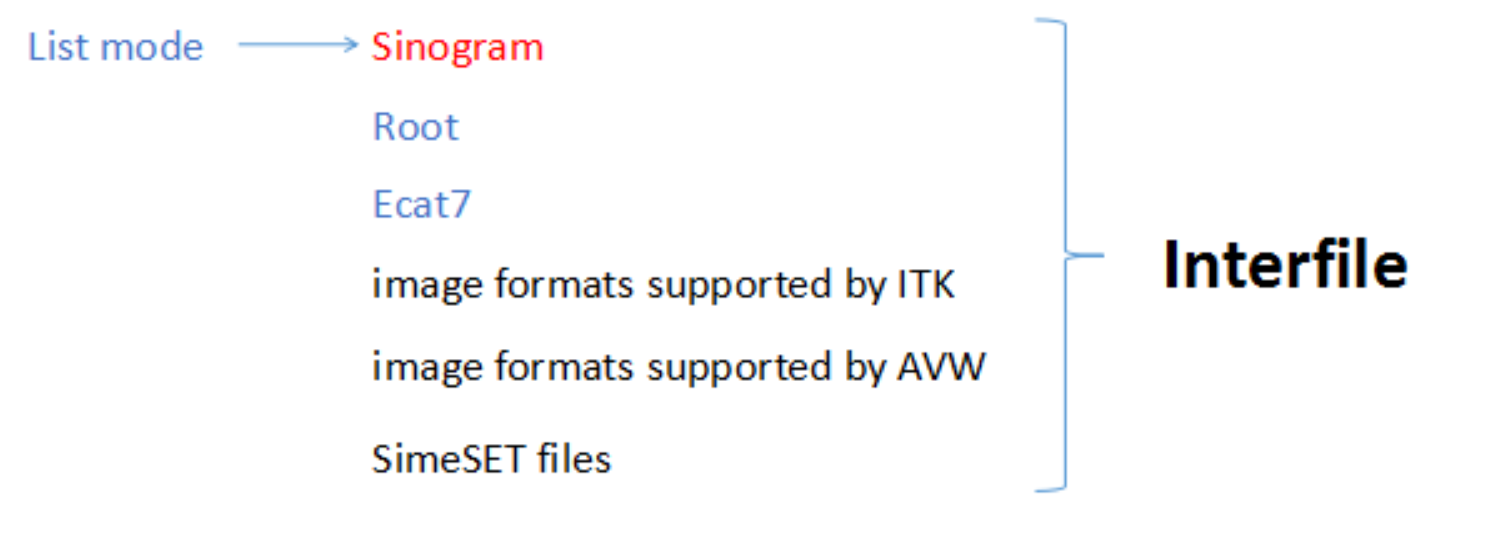 List mode Sinogram
Root
Ecat7
image formats supported by ITK
Interfile
image formats supported by AVW
SimeSET files